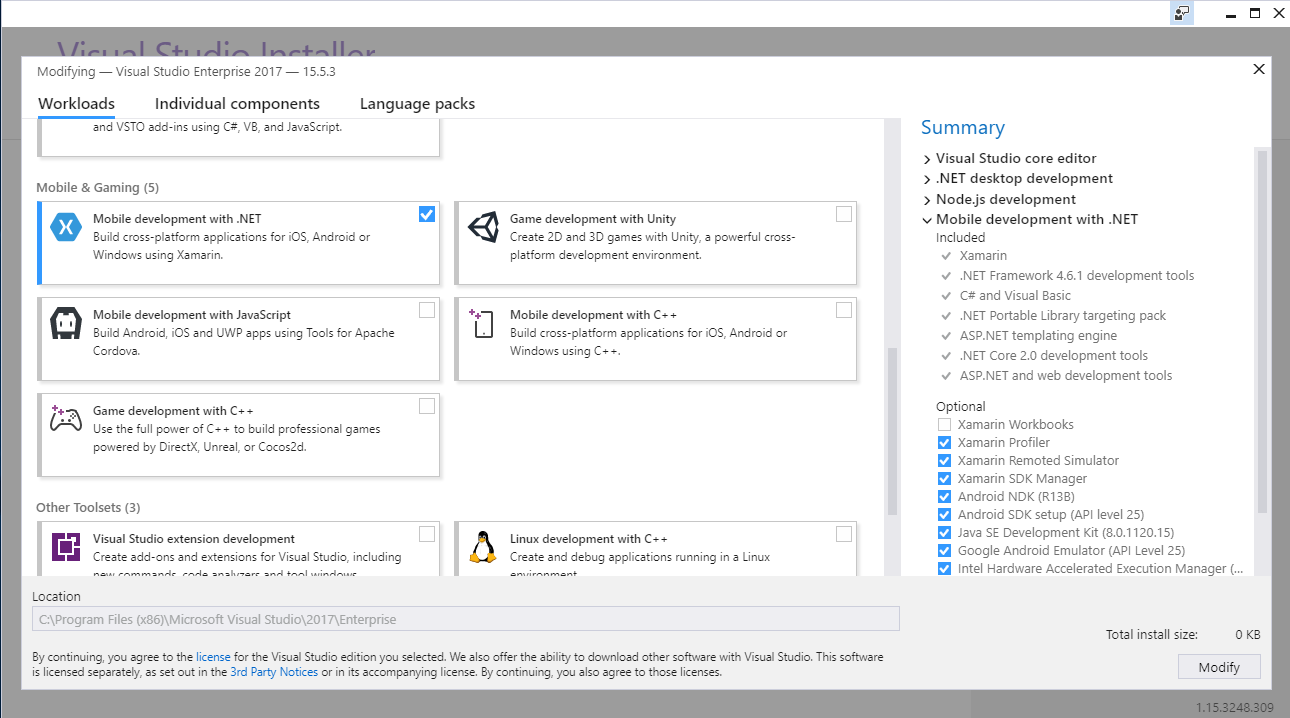 Visual Studio Installer
Modifying — Visual Studio Enterprise 2017 — 15.5.3
Workloads
Individual components
Language packs
and VSTO add-ins using C#, VB, and JavaScript.
Mobile & Gaming (5)
Mobile development with .NET
Build cross-platform applications for iOS, Android or
Windows using Xamarin.
Game development with Unity
Create 2D and 3D games with Unity, a powerful cross-
platform development environment.
Mobile development with JavaScript
Build Android, iOS and UWP apps using Tools for Apache
Cordova.
Mobile development with C++
Build cross-platform applications for iOS, Android or
Windows using C++.
Game development with C++
Use the full power of C++ to build professional games
powered by DirectX, Unreal, or Cocos2d.
Other Toolsets (3)
Visual Studio extension development
Create add-ons and extensions for Visual Studio, including
new commands, code analyzers and tool windows.
Linux development with C++
Create and debug applications running in a Linux
environment.
Summary
Visual Studio core editor
.NET desktop development
Node.js development
Mobile development with .NET
Included
Xamarin
.NET Framework 4.6.1 development tools
C# and Visual Basic
.NET Portable Library targeting pack
ASP.NET templating engine
.NET Core 2.0 development tools
ASP.NET and web development tools
Optional
Xamarin Workbooks
Xamarin Profiler
Xamarin Remoted Simulator
Xamarin SDK Manager
Android NDK (R13B)
Android SDK setup (API level 25)
Java SE Development Kit (8.0.1120.15)
Google Android Emulator (API Level 25)
Intel Hardware Accelerated Execution Manager (...
Location
C:\Program Files (x86)\Microsoft Visual Studio\2017\Enterprise
By continuing, you agree to the license for the Visual Studio edition you selected. We also offer the ability to download other software with Visual Studio. This software
is licensed separately, as set out in the 3rd Party Notices or in its accompanying license. By continuing, you also agree to those licenses.
Total install size: 0 KB
Modify
1.15.3248.309